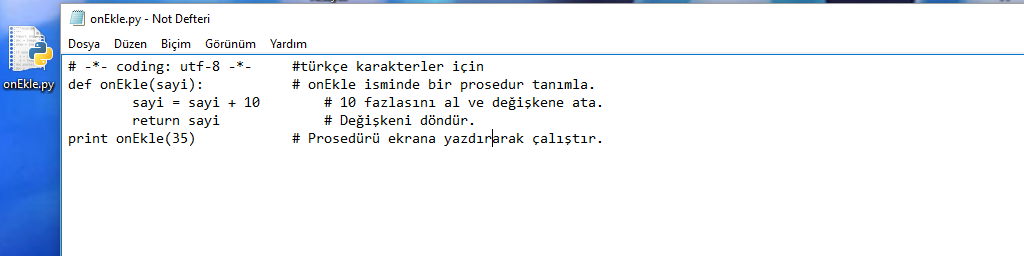 onEkle.py - Not Defteri
Dosya Düzen Biçim Görünüm Yardım
onEkle.py
# -*- coding: utf-8 -*- #türkçe karakterler için
def onEkle(sayi): # onEkle isminde bir prosedur tanımla.
sayi = sayi + 10 # 10 fazlasını al ve değişkene ata.
return sayi # Değişkeni döndür.
print onEkle(35) # Prosedürü ekrana yazdırarak çalıştır.